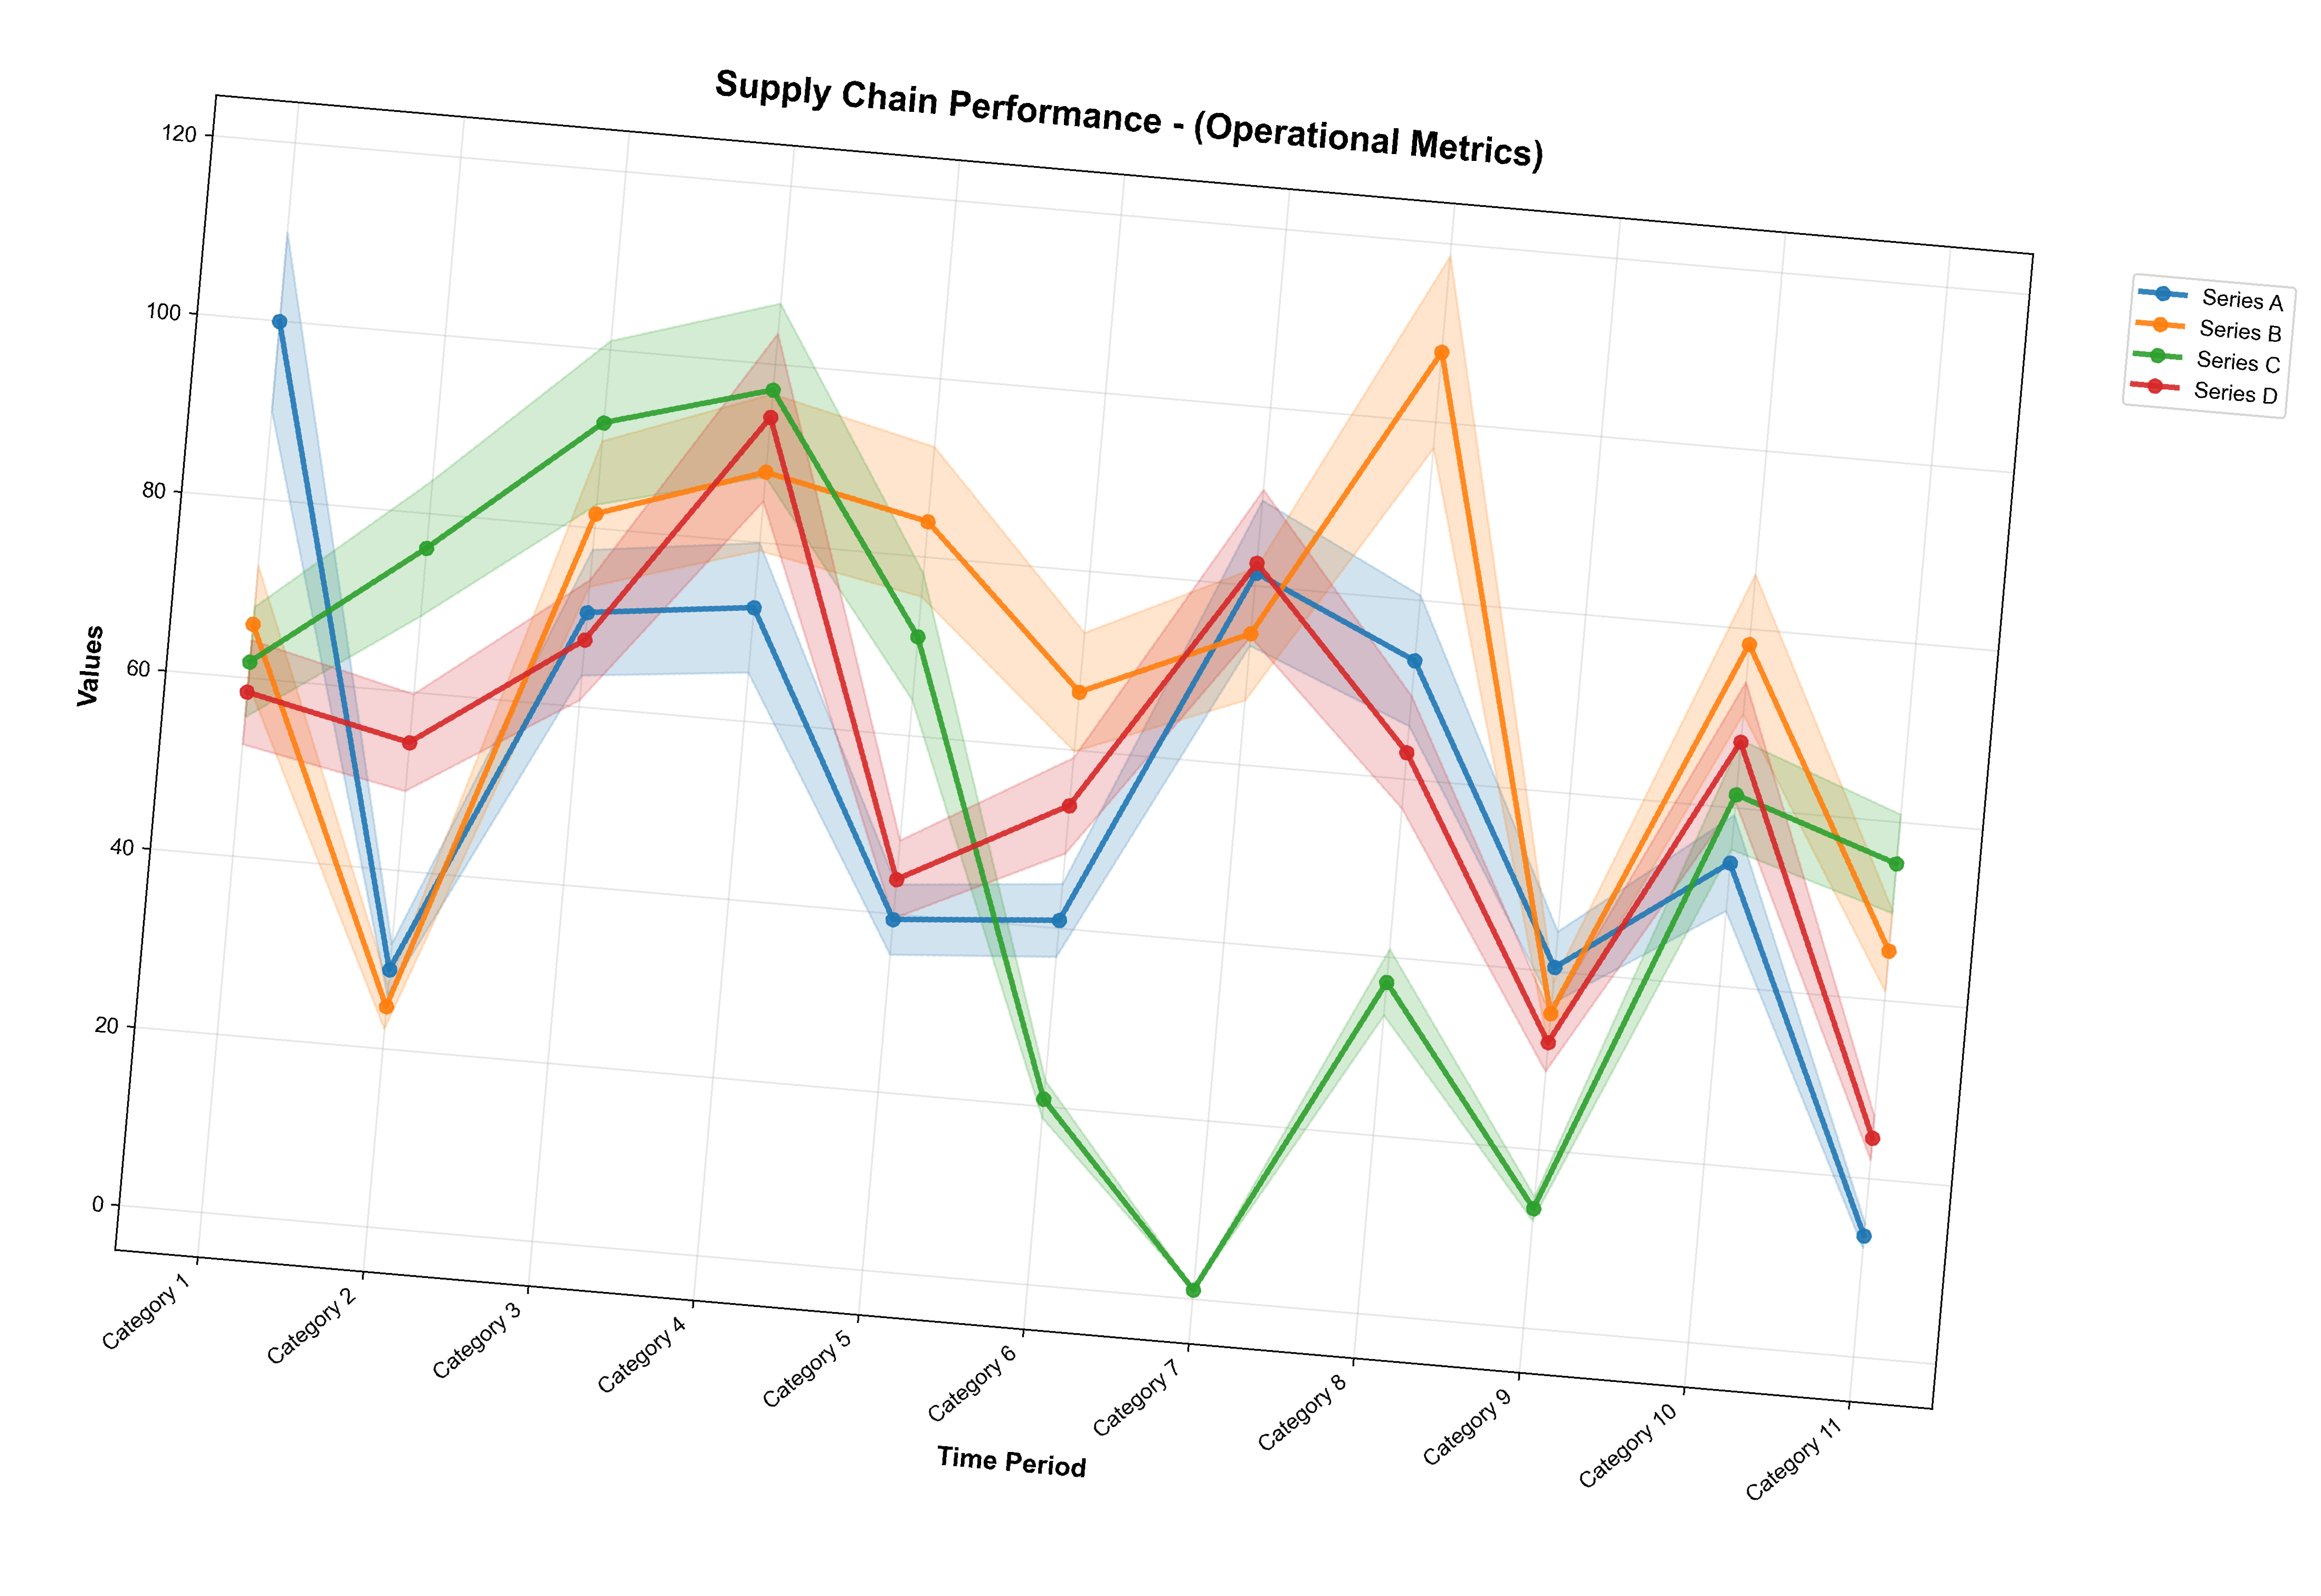 Supply Chain Performance - (Operational Metrics)
120
100
80
60
40
20
0
Values
Category 1
Category 2
Category 3
Category 4
Category 5
Category 6
Category 7
Category 8
Category 9
Category 10
Category 11
Time Period
Series A
Series B
Series C
Series D